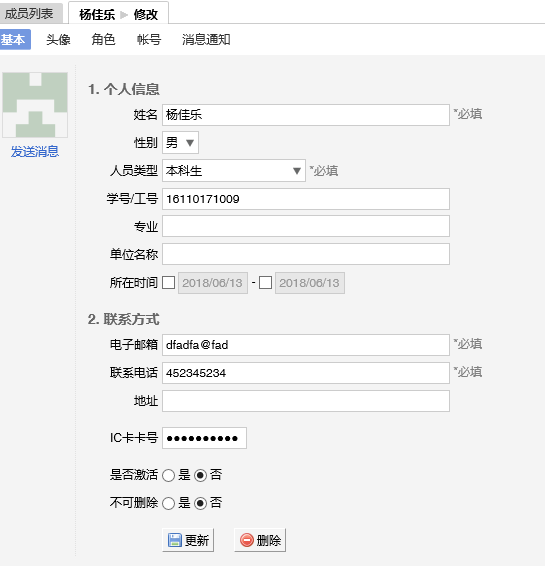 成员列表 杨佳乐 ▶ 修改
基本 头像 角色 帐号 消息通知
发送消息
1. 个人信息
姓名 杨佳乐 *必填
性别 男
人员类型 本科生 *必填
学号/工号 16110171009
专业
单位名称
所在时间 2018/06/13 - 2018/06/13
2. 联系方式
电子邮箱 dfadfa@fad *必填
联系电话 452345234 *必填
地址
IC卡卡号 ●●●●●●●●●●
是否激活 是 否
不可删除 是 否
更新 删除